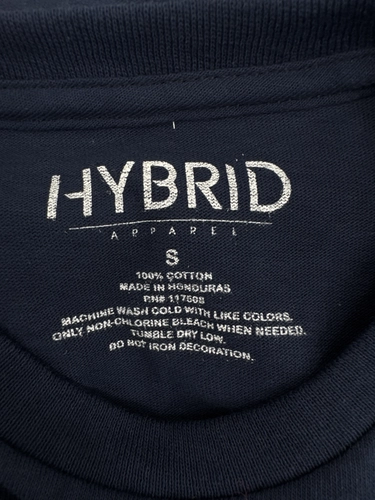 HYBRID
APPAREL
S
100% COTTON
MADE IN HONDURAS
RN# 117508
MACHINE WASH COLD WITH LIKE COLORS.
ONLY NON-CHLORINE BLEACH WHEN NEEDED.
TUMBLE DRY LOW.
DO NOT IRON DECORATION.